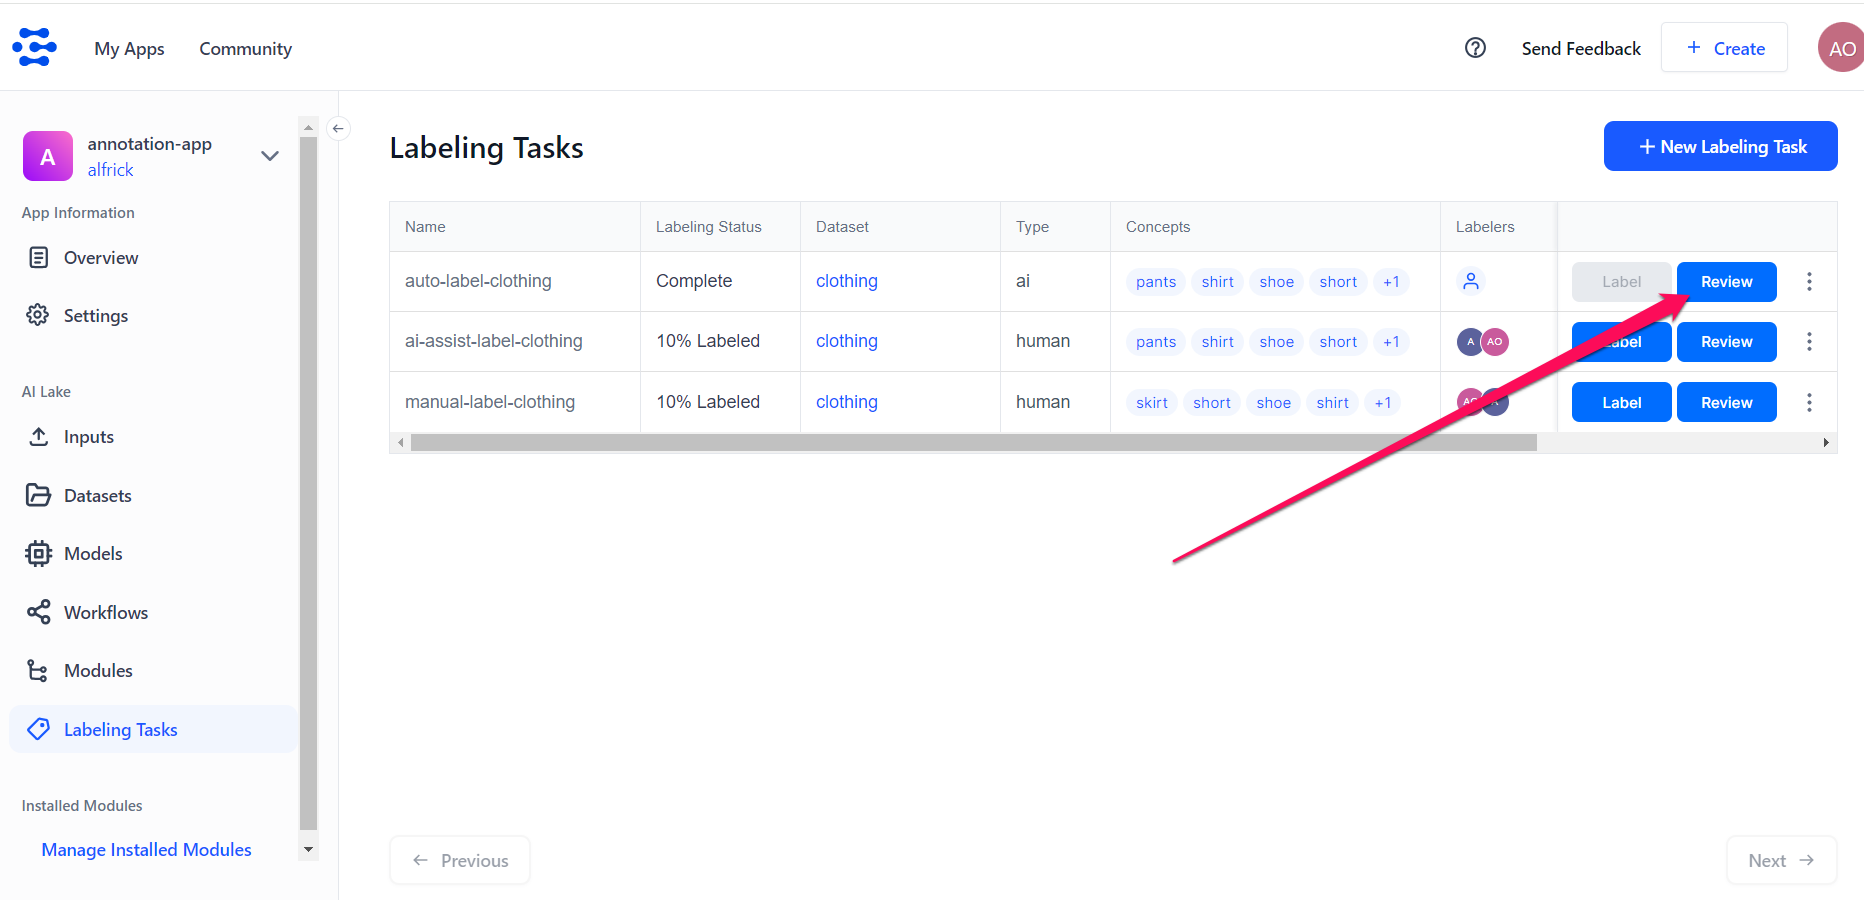 My Apps Community Send Feedback + Create AO
A annotation-app
alfrick
App Information
Overview
Settings
AI Lake
Inputs
Datasets
Models
Workflows
Modules
Labeling Tasks
Installed Modules
Manage Installed Modules
Labeling Tasks + New Labeling Task
Name Labeling Status Dataset Type Concepts Labelers
auto-label-clothing Complete clothing ai pants shirt shoe short +1 Label Review
ai-assist-label-clothing 10% Labeled clothing human pants shirt shoe short +1 A AO Label Review
manual-label-clothing 10% Labeled clothing human skirt short shoe shirt +1 Label Review
← Previous Next →